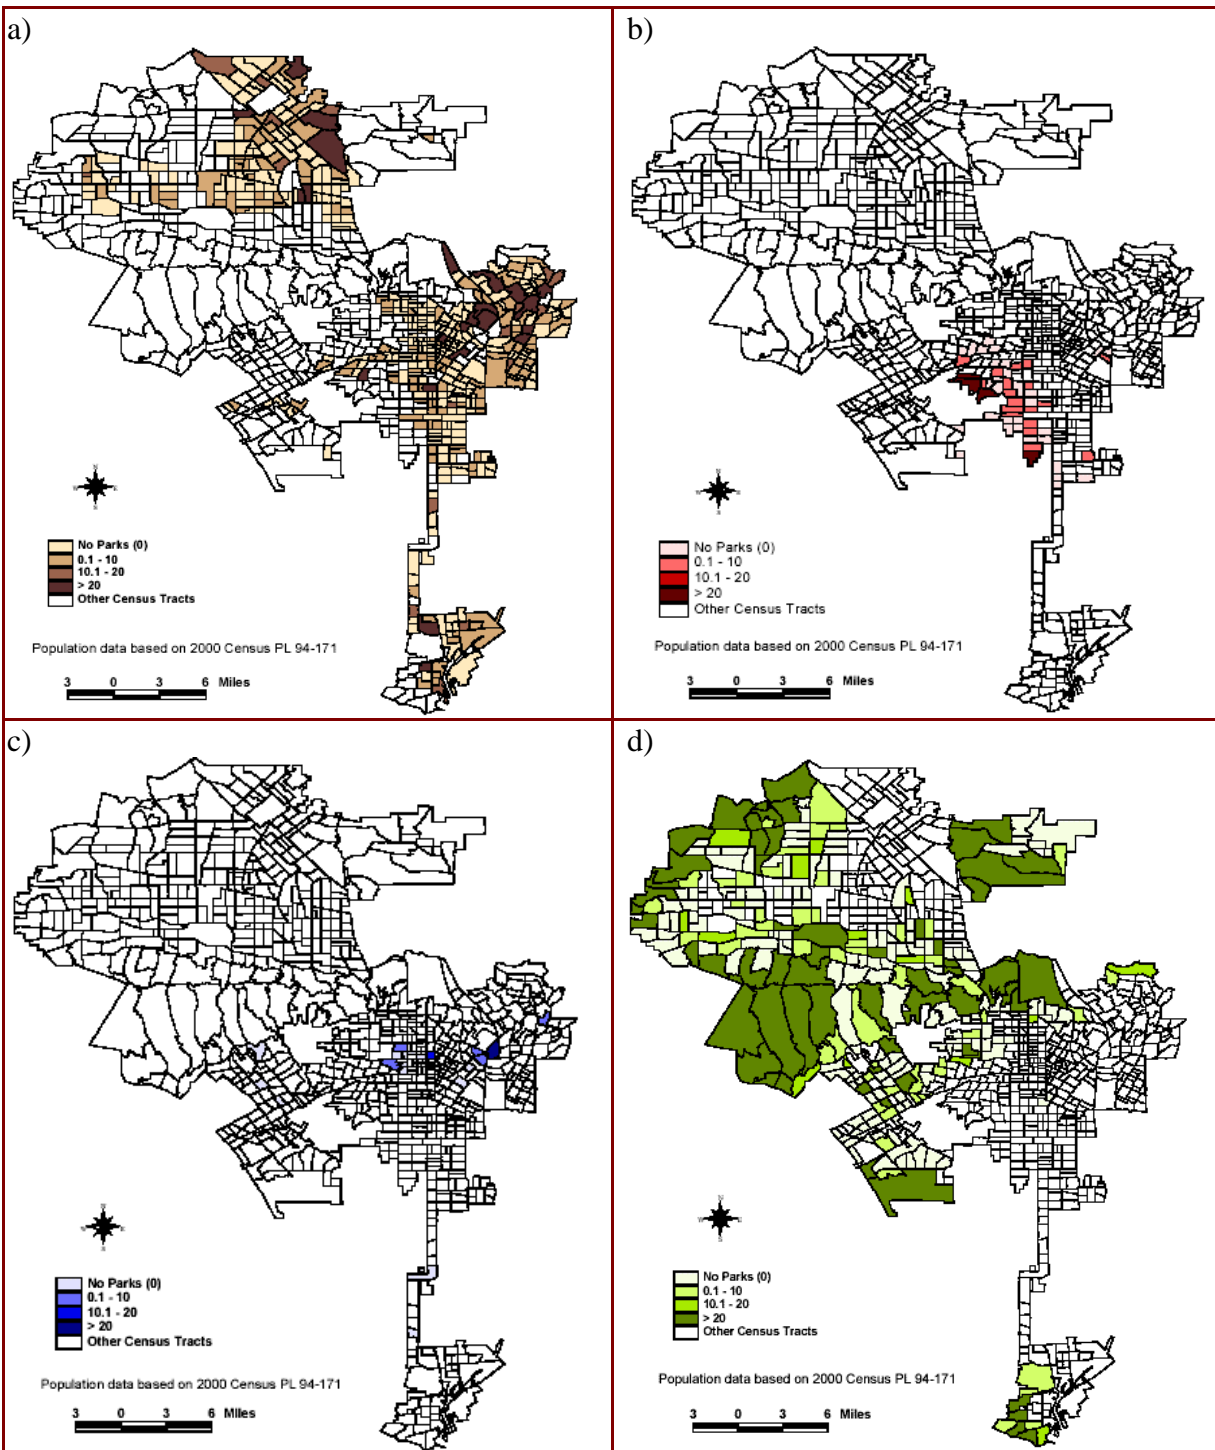 a)
N
W E
S
No Parks (0)
0.1 - 10
10.1 - 20
> 20
Other Census Tracts
Population data based on 2000 Census PL 94-171
3 0 3 6 Miles
b)
N
W E
S
No Parks (0)
0.1 - 10
10.1 - 20
> 20
Other Census Tracts
Population data based on 2000 Census PL 94-171
3 0 3 6 Miles
c)
N
W E
S
No Parks (0)
0.1 - 10
10.1 - 20
> 20
Other Census Tracts
Population data based on 2000 Census PL 94-171
3 0 3 6 Miles
d)
N
W E
S
No Parks (0)
0.1 - 10
10.1 - 20
> 20
Other Census Tracts
Population data based on 2000 Census PL 94-171
3 0 3 6 Miles